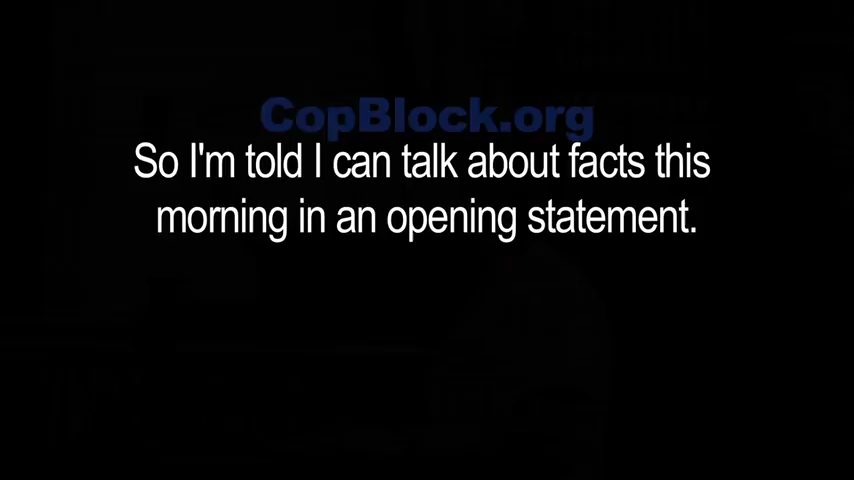 CopBlock.org
So I'm told I can talk about facts this
morning in an opening statement.